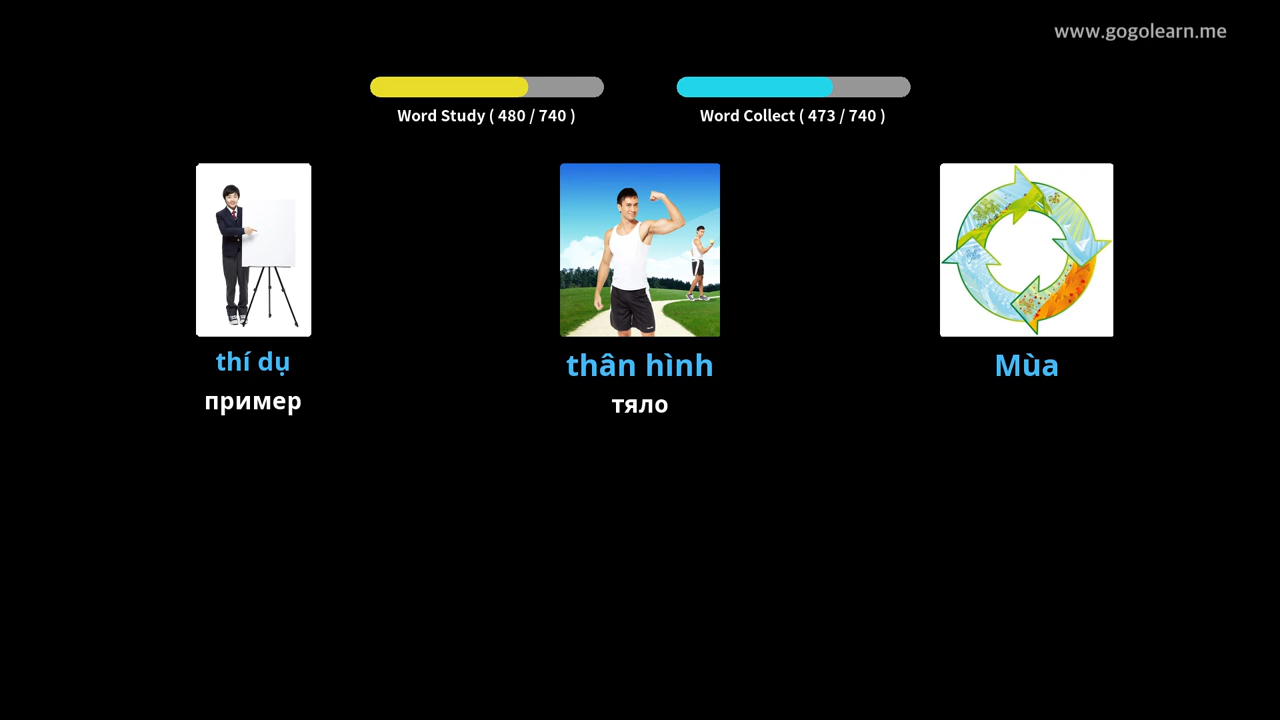 www.gogolearn.me
Word Study ( 480 / 740 )
Word Collect ( 473 / 740 )
thí dụ
пример
thân hình
тяло
Mùa